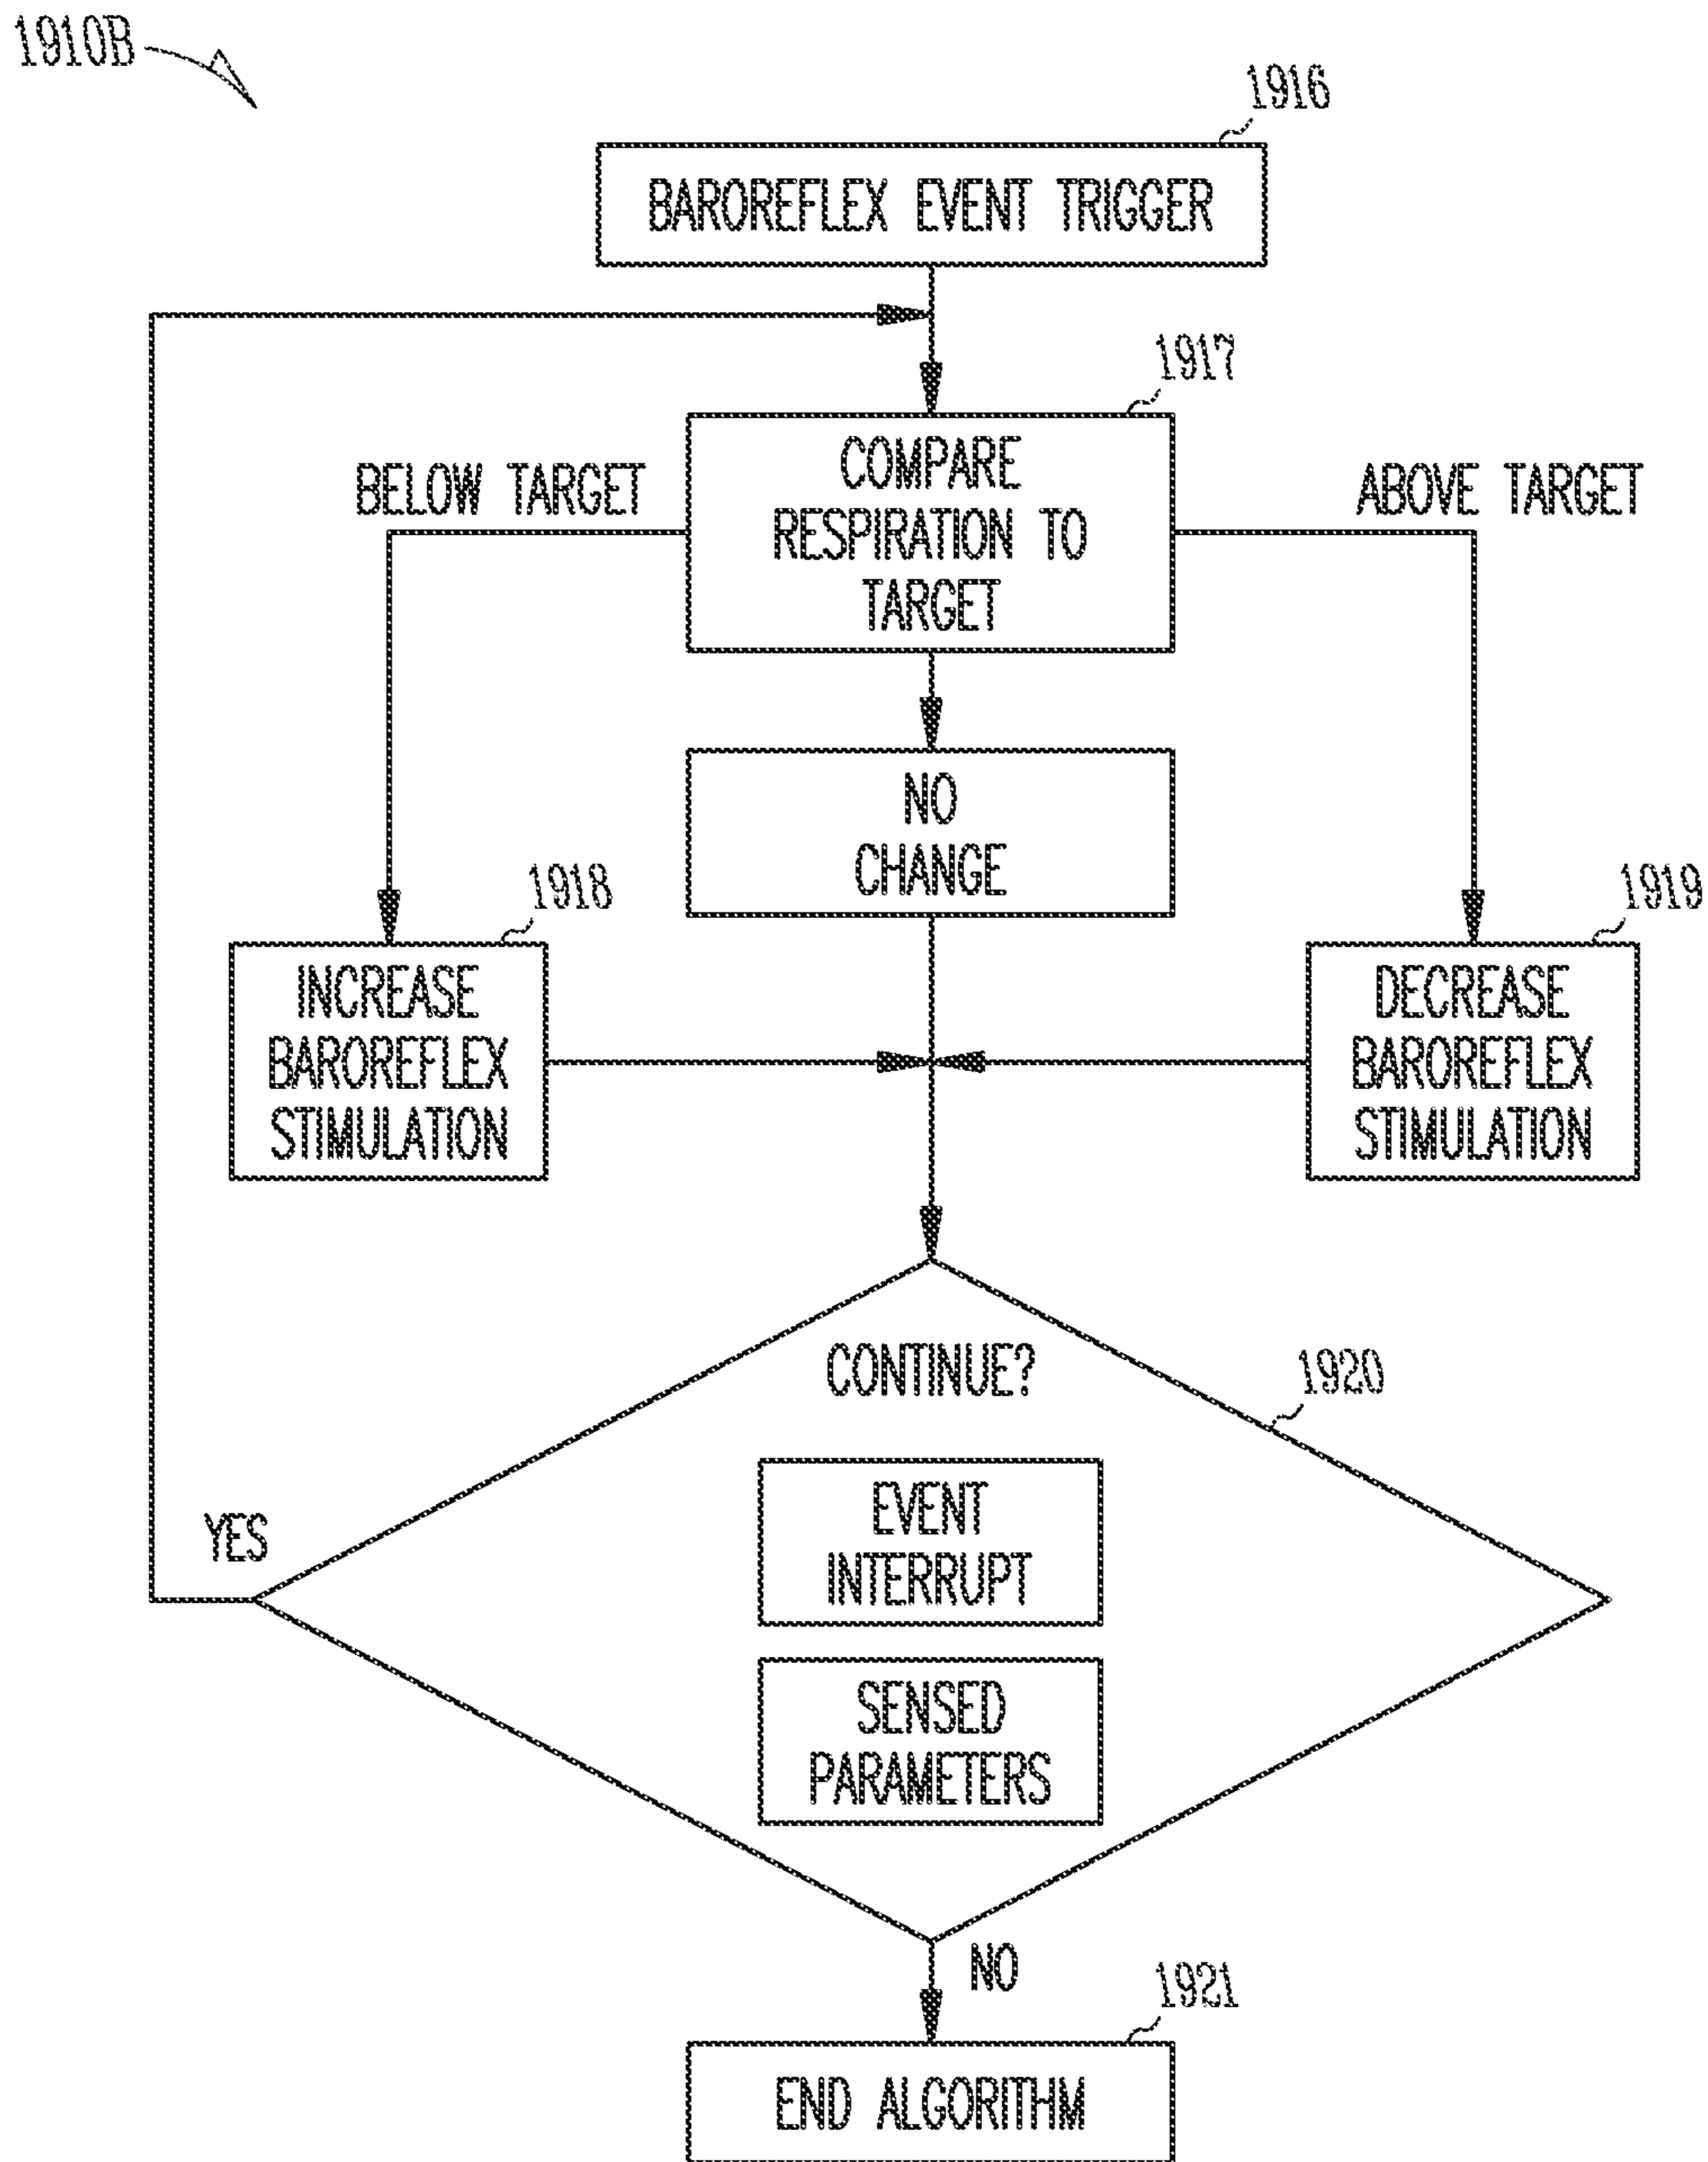 1910B
1916
BAROREFLEX EVENT TRIGGER
1917
COMPARE
RESPIRATION TO
TARGET
BELOW TARGET
ABOVE TARGET
NO
CHANGE
1918
INCREASE
BAROREFLEX
STIMULATION
1919
DECREASE
BAROREFLEX
STIMULATION
CONTINUE?
1920
EVENT
INTERRUPT
SENSED
PARAMETERS
YES
NO
1921
END ALGORITHM